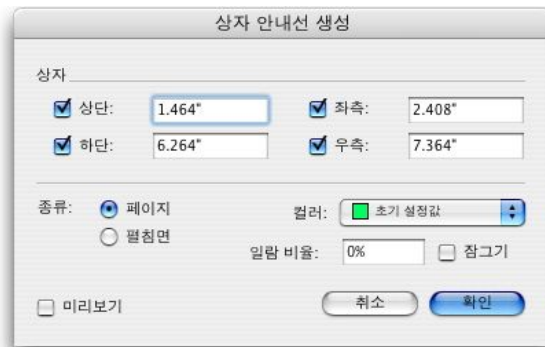 상자 안내선 생성
상자
상단: 1.464" 좌측: 2.408"
하단: 6.264" 우측: 7.364"
종류: 페이지 컬러: 초기 설정값
펼침면
일람 비율: 0% 잠그기
미리보기 취소 확인